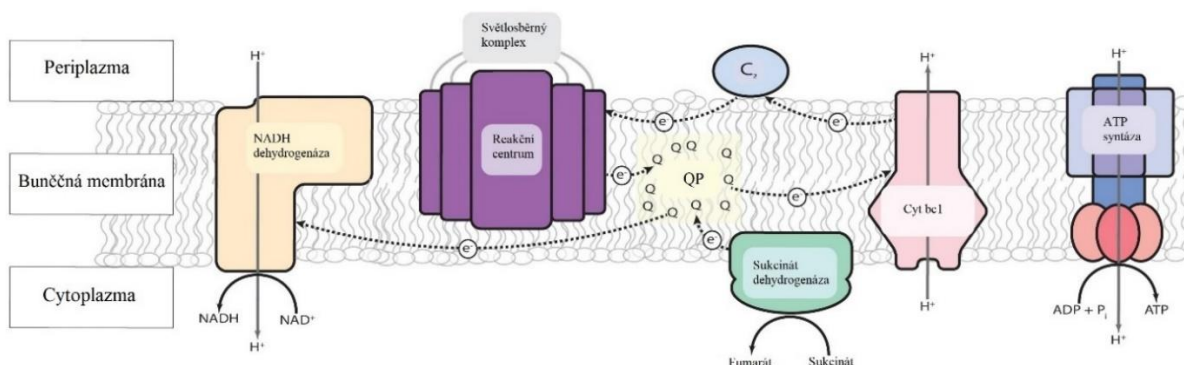 Periplazma
Buněčná membrána
Cytoplazma
H⁺
NADH
dehydrogenáza
NADH
NAD⁺
H⁺
Světlosběrný
komplex
Reakční
centrum
e⁻
e⁻
e⁻
Q
Q Q
Q Q
QP
Q
Q
Q
Q Q Q
e⁻
e⁻
e⁻
Sukcinát
dehydrogenáza
Fumarát
Sukcinát
H⁺
Cyt bc1
H⁺
H⁺
ATP
syntáza
ADP + Pᵢ
ATP
H⁺